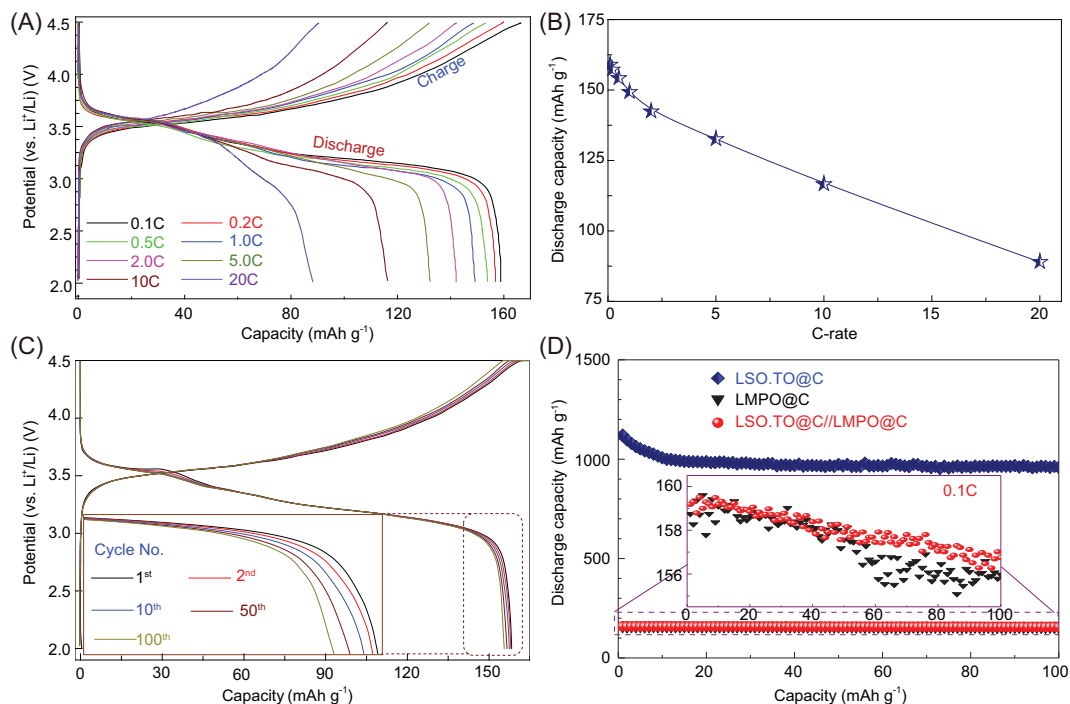 (A)
4.5
4.0
3.5
3.0
2.5
2.0
Potential (vs. Li⁺/Li) (V)
Charge
Discharge
0.1C
0.2C
0.5C
1.0C
2.0C
5.0C
10C
20C
0
40
80
120
160
Capacity (mAh g⁻¹)
(B)
175
150
125
100
75
Discharge capacity (mAh g⁻¹)
0
5
10
15
20
C-rate
(C)
4.5
4.0
3.5
3.0
2.5
2.0
Potential (vs. Li⁺/Li) (V)
Cycle No.
1ˢᵗ
2ⁿᵈ
10ᵗʰ
50ᵗʰ
100ᵗʰ
0
30
60
90
120
150
Capacity (mAh g⁻¹)
(D)
1500
1000
500
0
Discharge capacity (mAh g⁻¹)
LSO.TO@C
LMPO@C
LSO.TO@C//LMPO@C
160
158
156
0.1C
0
20
40
60
80
100
0
20
40
60
80
100
Capacity (mAh g⁻¹)